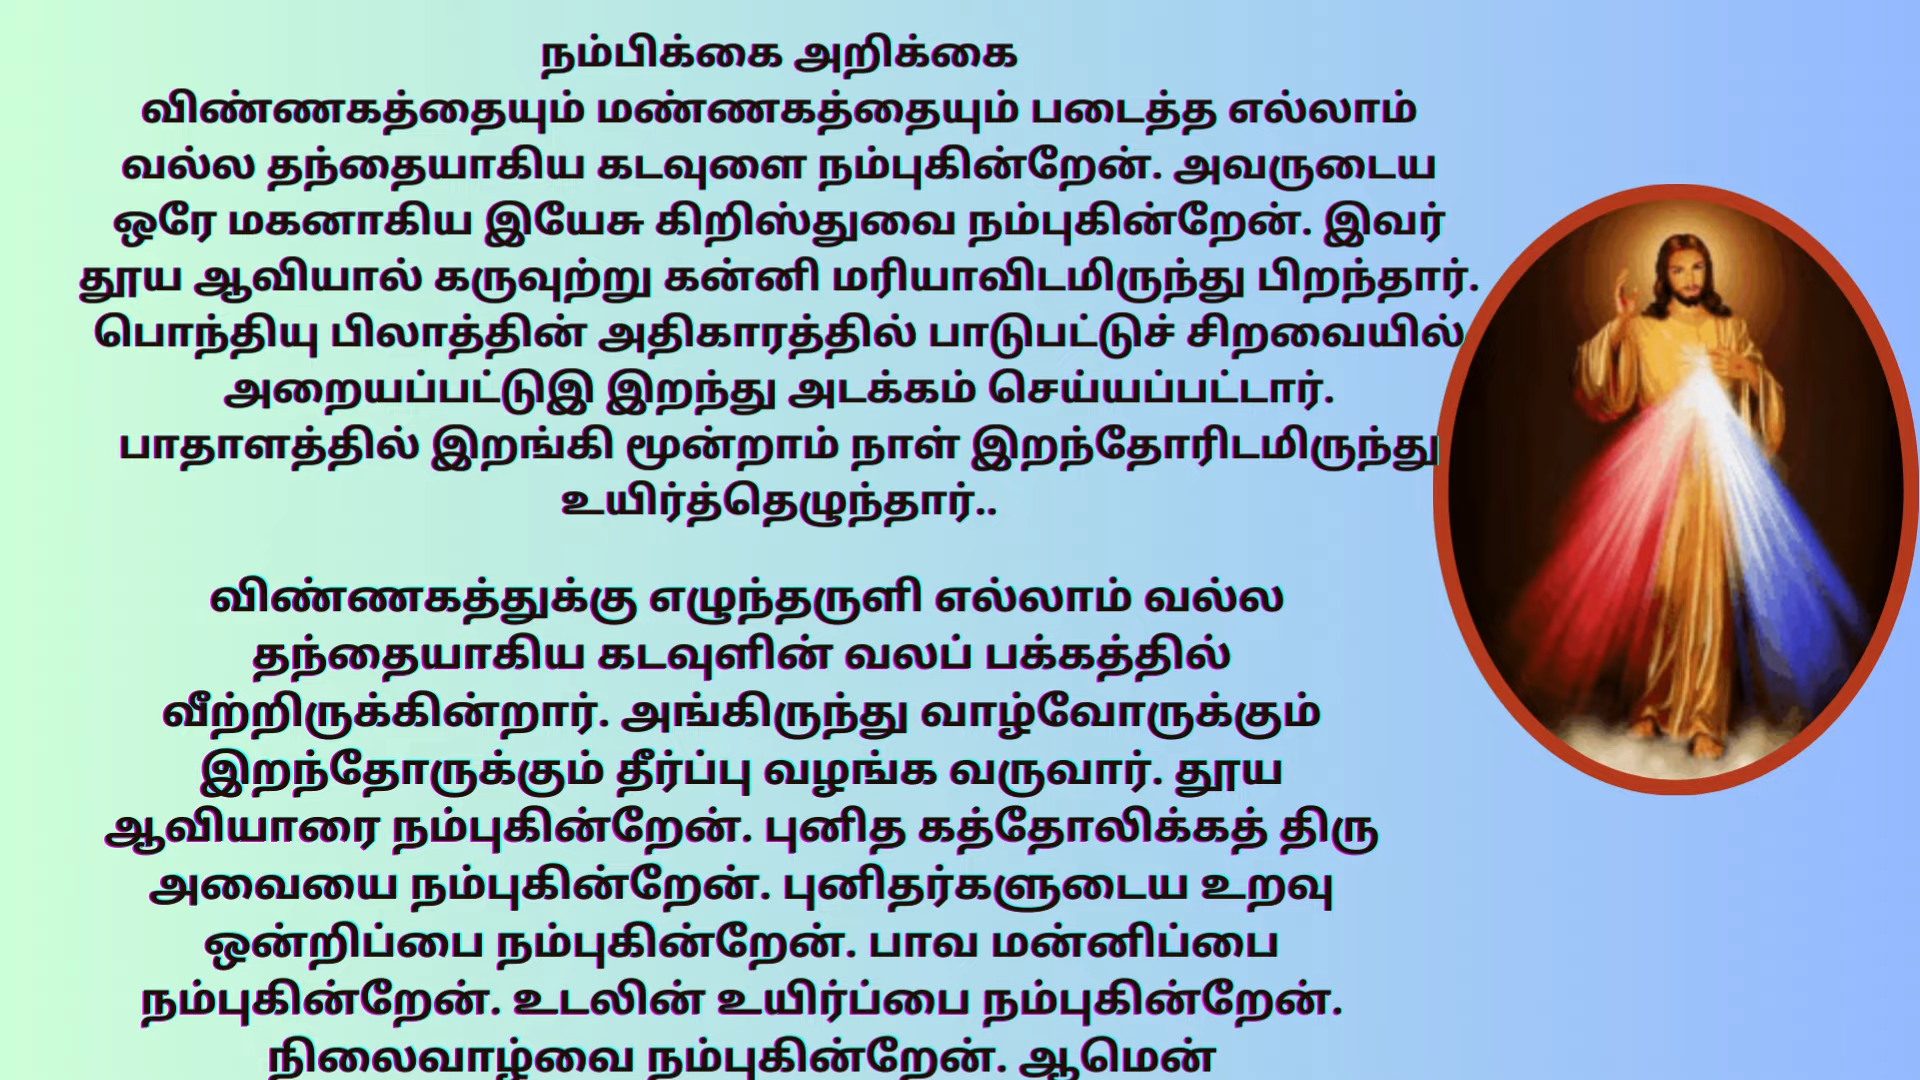 நம்பிக்கை அறிக்கை
விண்ணகத்தையும் மண்ணகத்தையும் படைத்த எல்லாம்
வல்ல தந்தையாகிய கடவுளை நம்புகின்றேன். அவருடைய
ஒரே மகனாகிய இயேசு கிறிஸ்துவை நம்புகின்றேன். இவர்
தூய ஆவியால் கருவுற்று கன்னி மரியாவிடமிருந்து பிறந்தார்.
பொந்தியு பிலாத்தின் அதிகாரத்தில் பாடுபட்டுச் சிறவையில்
அறையப்பட்டுஇ இறந்து அடக்கம் செய்யப்பட்டார்.
பாதாளத்தில் இறங்கி மூன்றாம் நாள் இறந்தோரிடமிருந்து
உயிர்த்தெழுந்தார்..
விண்ணகத்துக்கு எழுந்தருளி எல்லாம் வல்ல
தந்தையாகிய கடவுளின் வலப் பக்கத்தில்
வீற்றிருக்கின்றார். அங்கிருந்து வாழ்வோருக்கும்
இறந்தோருக்கும் தீர்ப்பு வழங்க வருவார். தூய
ஆவியாரை நம்புகின்றேன். புனித கத்தோலிக்கத் திரு
அவையை நம்புகின்றேன். புனிதர்களுடைய உறவு
ஒன்றிப்பை நம்புகின்றேன். பாவ மன்னிப்பை
நம்புகின்றேன். உடலின் உயிர்ப்பை நம்புகின்றேன்.
நிலைவாழ்வை நம்புகின்றேன். ஆமென்